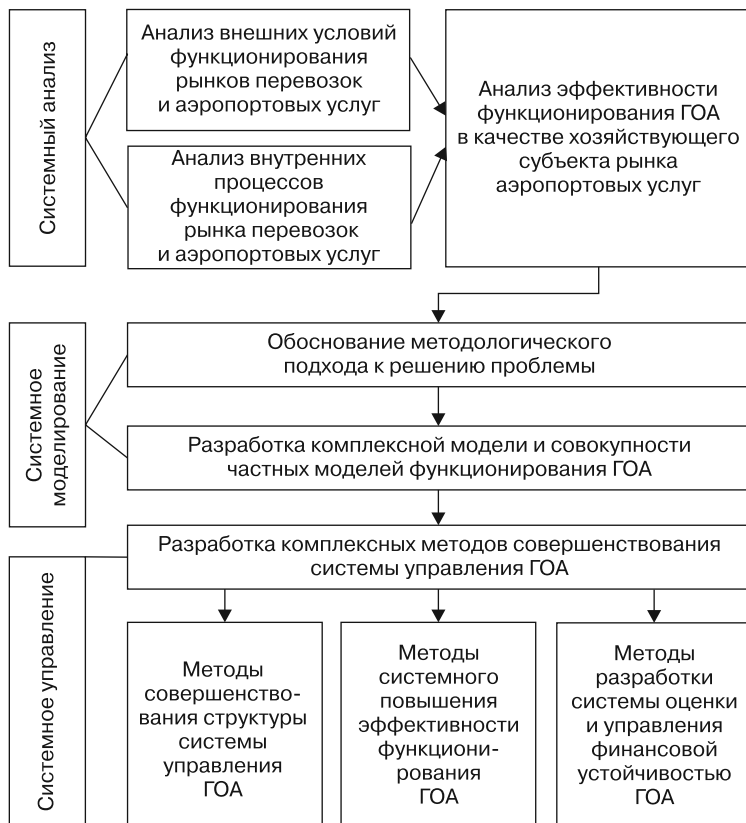 Системный анализ
Анализ внешних условий
функционирования
рынков перевозок
и аэропортовых услуг
Анализ внутренних
процессов
функционирования
рынка перевозок
и аэропортовых услуг
Анализ эффективности
функционирования ГОА
в качестве хозяйствующего
субъекта рынка
аэропортовых услуг
Системное
моделирование
Обоснование методологического
подхода к решению проблемы
Разработка комплексной модели и совокупности
частных моделей функционирования ГОА
Системное управление
Разработка комплексных методов совершенствования
системы управления ГОА
Методы
совершенство-
вания структуры
системы
управления
ГОА
Методы
системного
повышения
эффективности
функциони-
рования
ГОА
Методы
разработки
системы оценки
и управления
финансовой
устойчивостью
ГОА